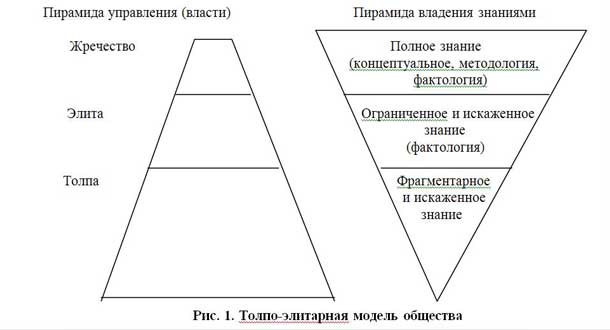 Пирамида управления (власти)
Пирамида владения знаниями
Жречество
Элита
Толпа
Полное знание
(концептуальное, методология,
фактология)
Ограниченное и искаженное
знание
(фактология)
Фрагментарное
и искаженное
знание
Рис. 1. Толпо-элитарная модель общества